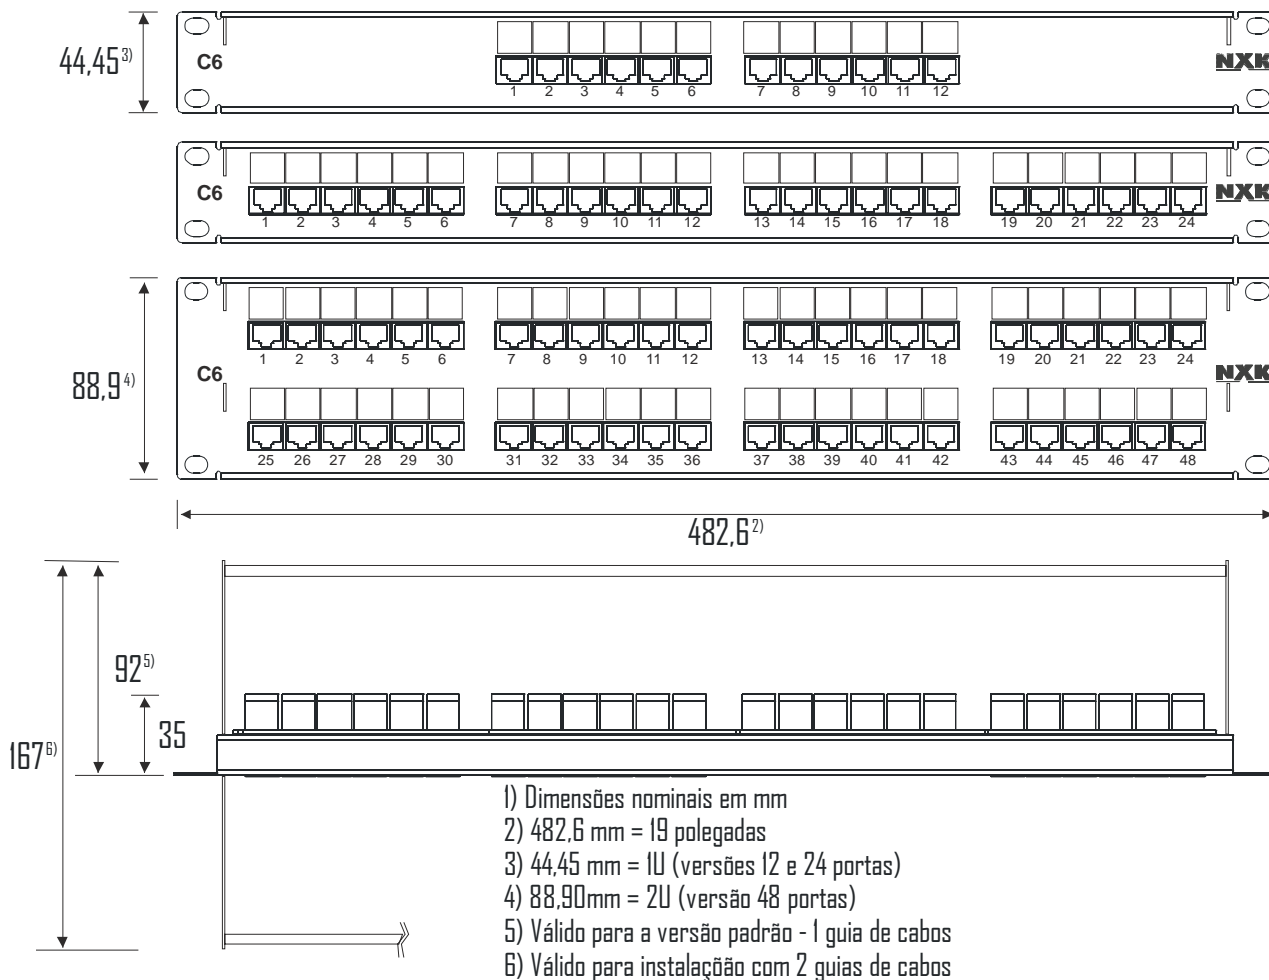 44,45³⁾
C6
NXK
1 2 3 4 5 6 7 8 9 10 11 12
C6
NXK
1 2 3 4 5 6 7 8 9 10 11 12 13 14 15 16 17 18 19 20 21 22 23 24
88,9⁴⁾
1 2 3 4 5 6 7 8 9 10 11 12 13 14 15 16 17 18 19 20 21 22 23 24
C6
NXK
25 26 27 28 29 30 31 32 33 34 35 36 37 38 39 40 41 42 43 44 45 46 47 48
482,6²⁾
92⁵⁾
35
167⁶⁾
1) Dimensões nominais em mm
2) 482,6 mm = 19 polegadas
3) 44,45 mm = 1U (versões 12 e 24 portas)
4) 88,90mm = 2U (versão 48 portas)
5) Válido para a versão padrão - 1 guia de cabos
6) Válido para instalaçõão com 2 guias de cabos